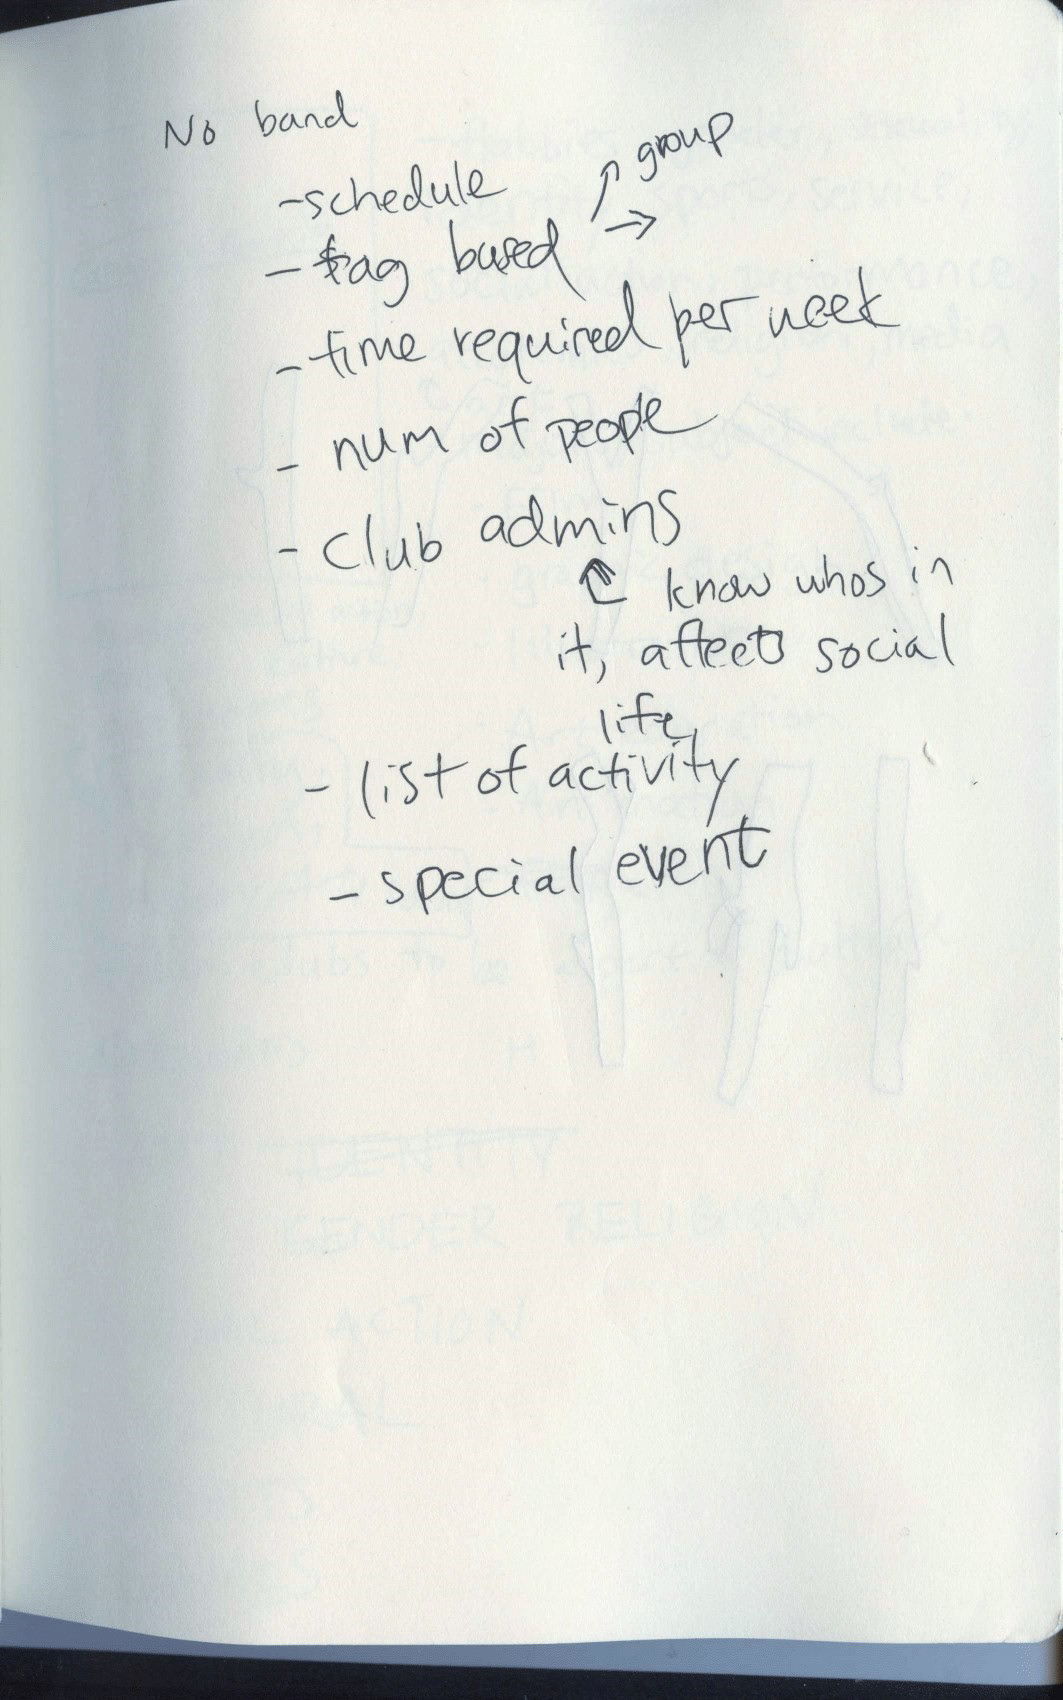 No band
-schedule
- tag based → group
→
- time required per week
- num of people
- club admins
↑ know whos in
it, affects social
life
- list of activity
- special event